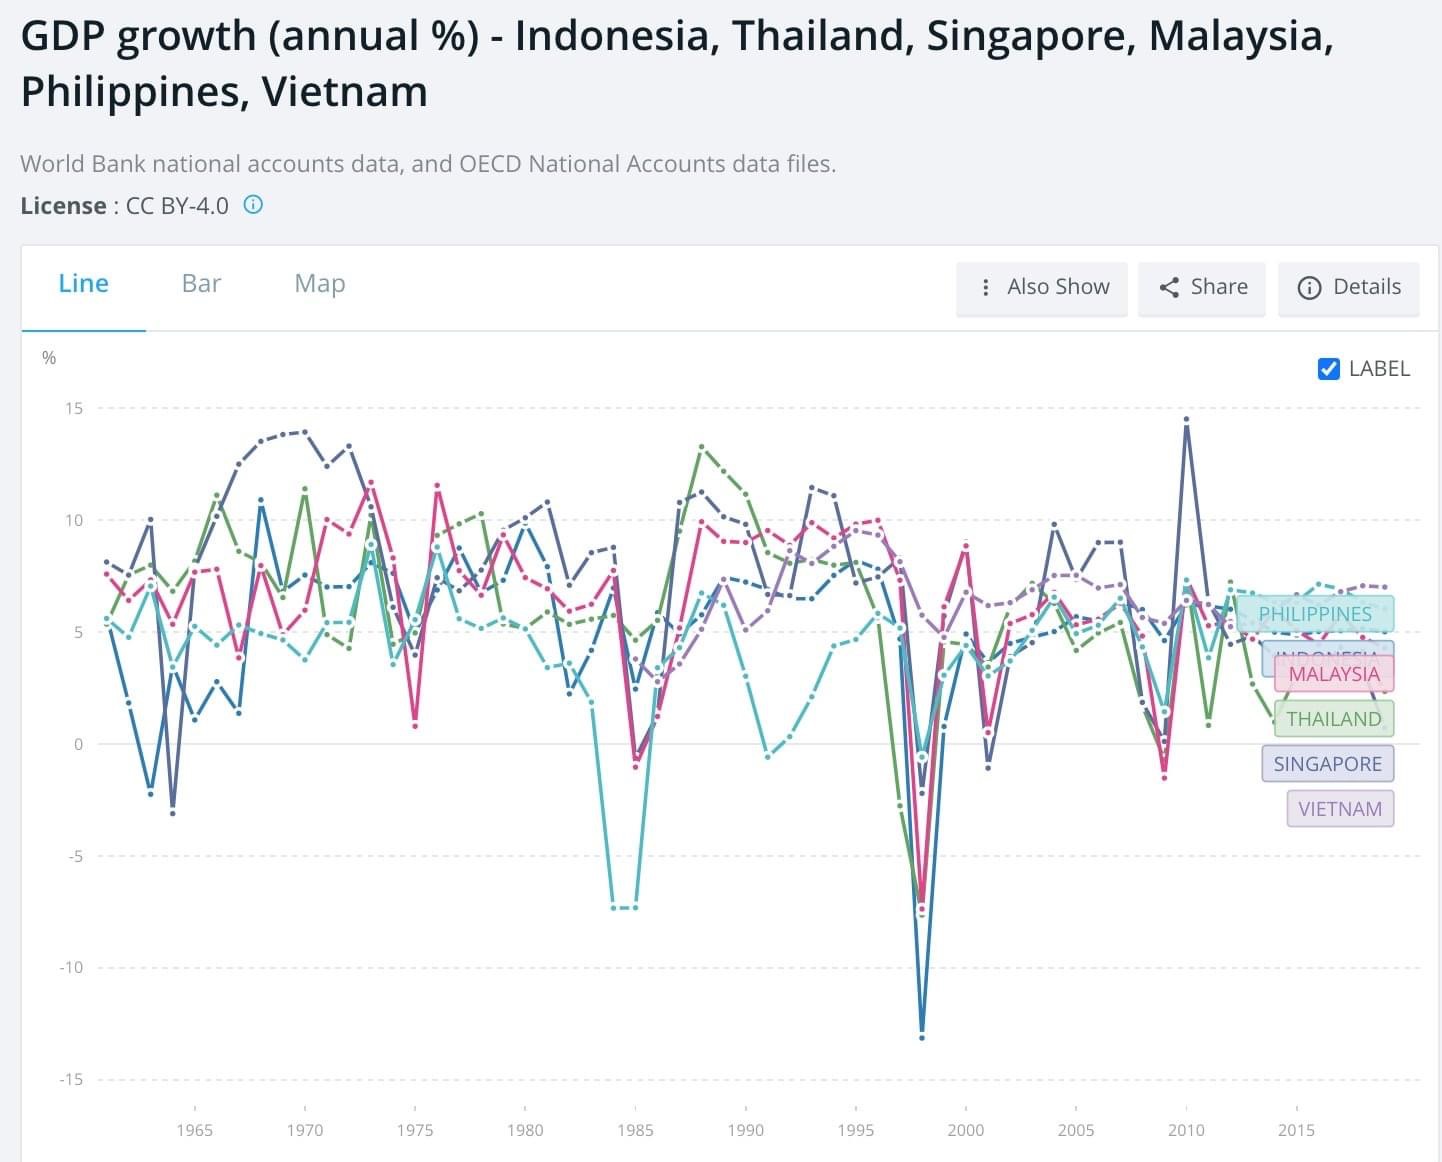 GDP growth (annual %) - Indonesia, Thailand, Singapore, Malaysia,
Philippines, Vietnam
World Bank national accounts data, and OECD National Accounts data files.
License : CC BY-4.0
Line Bar Map Also Show Share Details
%
LABEL
15
10
5
0
-5
-10
-15
PHILIPPINES
INDONESIA
MALAYSIA
THAILAND
SINGAPORE
VIETNAM
1965 1970 1975 1980 1985 1990 1995 2000 2005 2010 2015